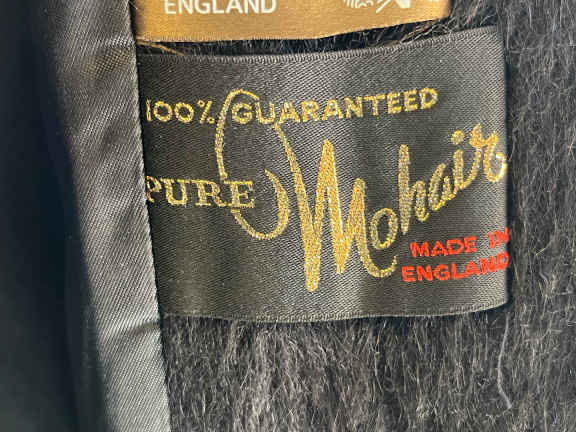 ENGLAND
100% GUARANTEED
PURE Mohair
MADE IN
ENGLAND